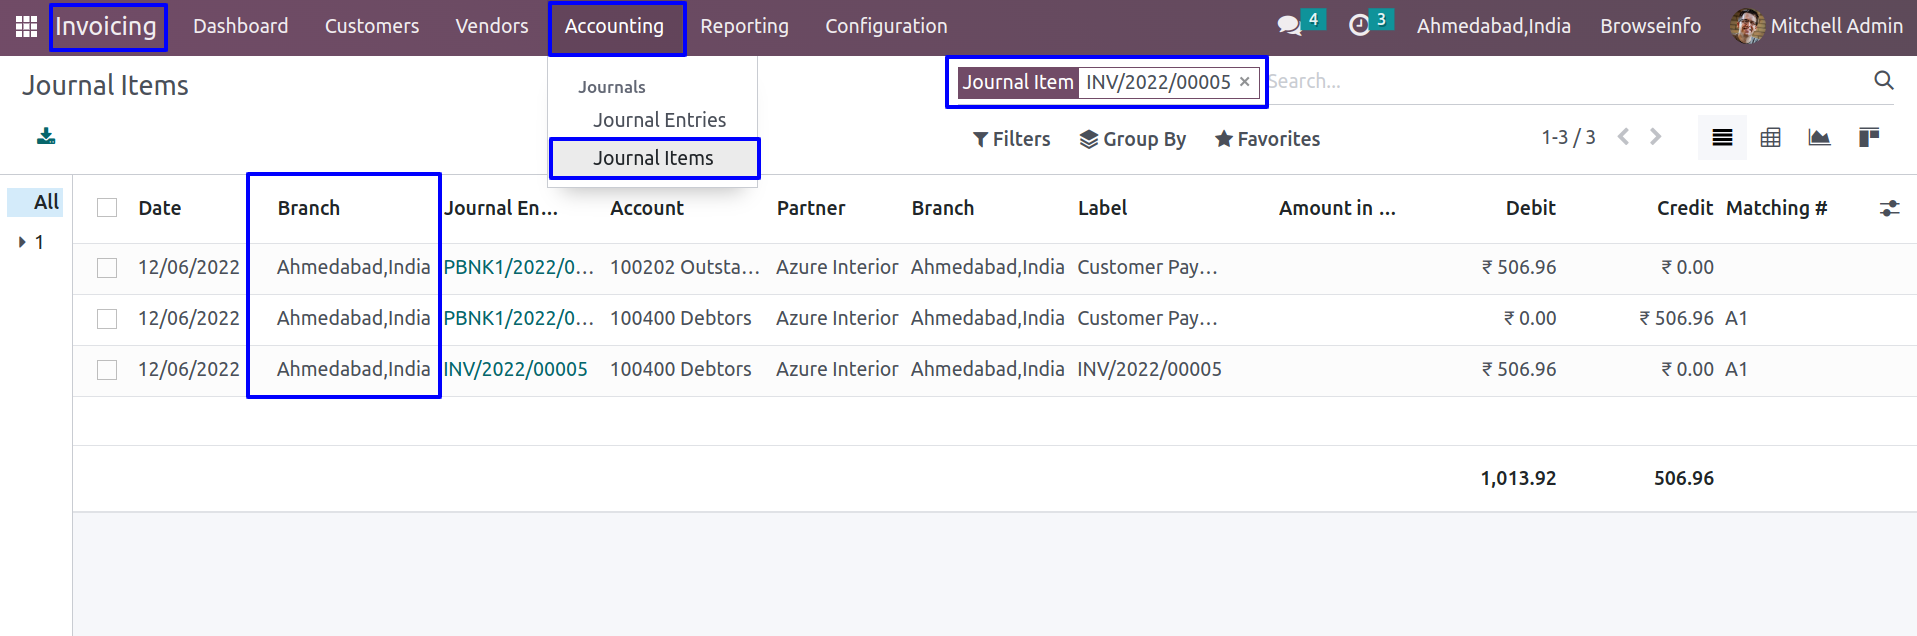 Invoicing Dashboard Customers Vendors Accounting Reporting Configuration 4 3 Ahmedabad,India Browseinfo Mitchell Admin
Journal Items
Journals
Journal Entries
Journal Items
Journal Item INV/2022/00005 × Search...
Filters Group By Favorites 1-3 / 3
All
1
Date Branch Journal En... Account Partner Branch Label Amount in ... Debit Credit Matching #
12/06/2022 Ahmedabad,India PBNK1/2022/0... 100202 Outsta... Azure Interior Ahmedabad,India Customer Pay... ₹ 506.96 ₹ 0.00
12/06/2022 Ahmedabad,India PBNK1/2022/0... 100400 Debtors Azure Interior Ahmedabad,India Customer Pay... ₹ 0.00 ₹ 506.96 A1
12/06/2022 Ahmedabad,India INV/2022/00005 100400 Debtors Azure Interior Ahmedabad,India INV/2022/00005 ₹ 506.96 ₹ 0.00 A1
1,013.92 506.96